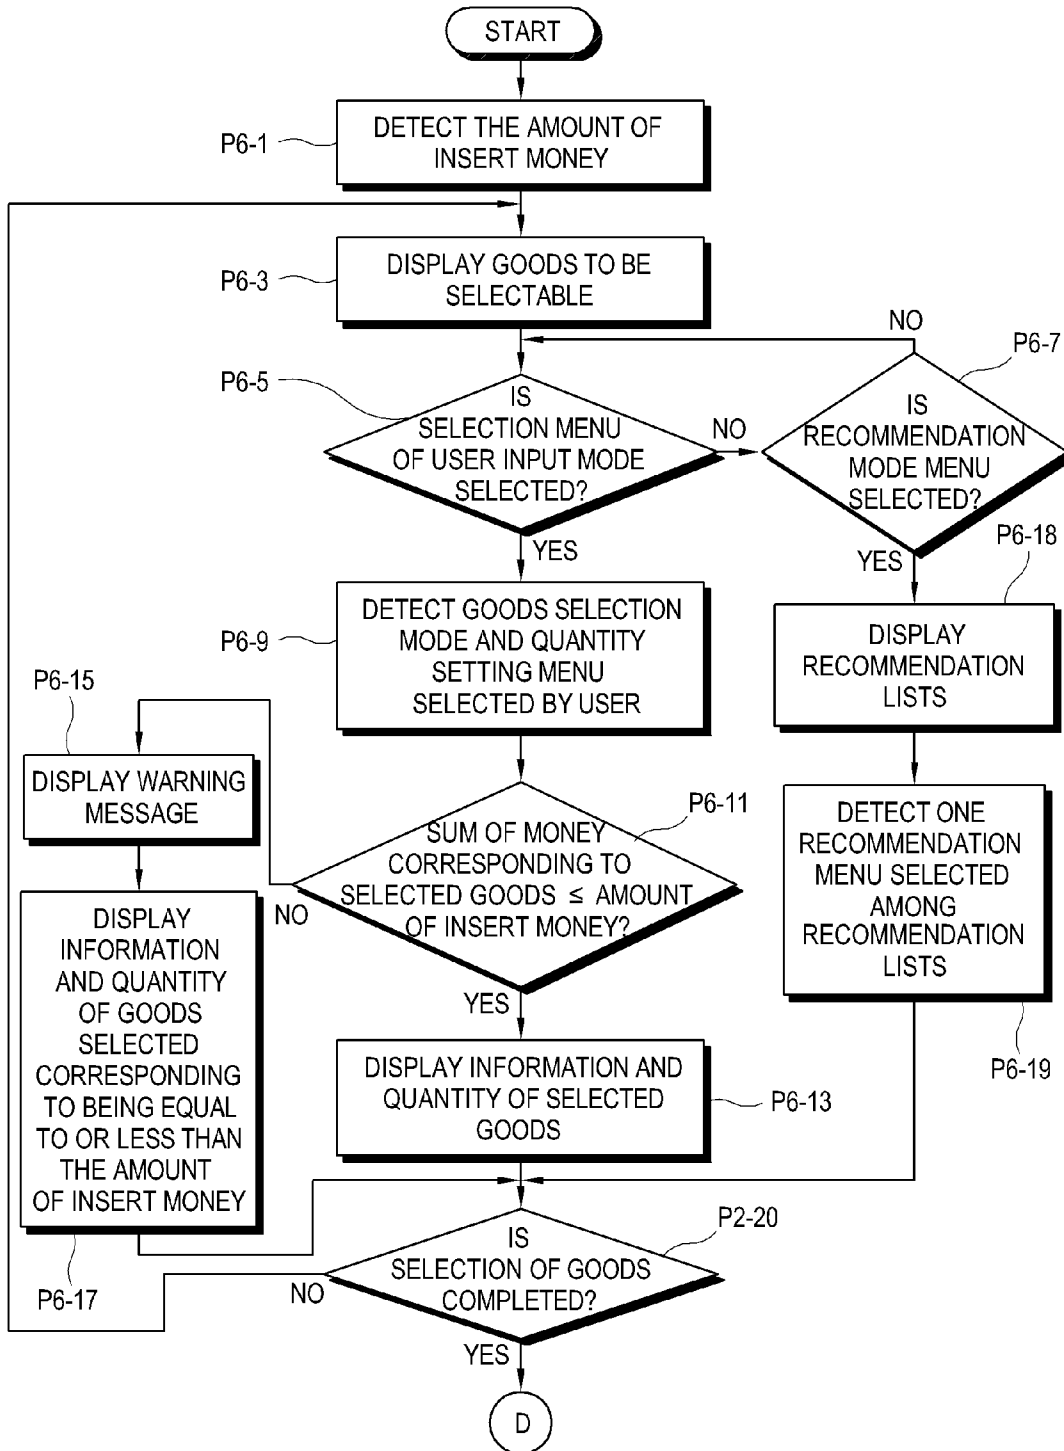 START
P6-1
DETECT THE AMOUNT OF
INSERT MONEY
P6-3
DISPLAY GOODS TO BE
SELECTABLE
NO
P6-7
P6-5
IS
SELECTION MENU
OF USER INPUT MODE
SELECTED?
NO
IS
RECOMMENDATION
MODE MENU
SELECTED?
YES
YES
P6-18
P6-9
DETECT GOODS SELECTION
MODE AND QUANTITY
SETTING MENU
SELECTED BY USER
DISPLAY
RECOMMENDATION
LISTS
P6-15
DISPLAY WARNING
MESSAGE
P6-11
SUM OF MONEY
CORRESPONDING TO
SELECTED GOODS ≤ AMOUNT
OF INSERT MONEY?
NO
YES
DETECT ONE
RECOMMENDATION
MENU SELECTED
AMONG
RECOMMENDATION
LISTS
P6-19
DISPLAY
INFORMATION
AND QUANTITY
OF GOODS
SELECTED
CORRESPONDING
TO BEING EQUAL
TO OR LESS THAN
THE AMOUNT
OF INSERT MONEY
P6-17
DISPLAY INFORMATION AND
QUANTITY OF SELECTED
GOODS
P6-13
P2-20
IS
SELECTION OF GOODS
COMPLETED?
NO
YES
D